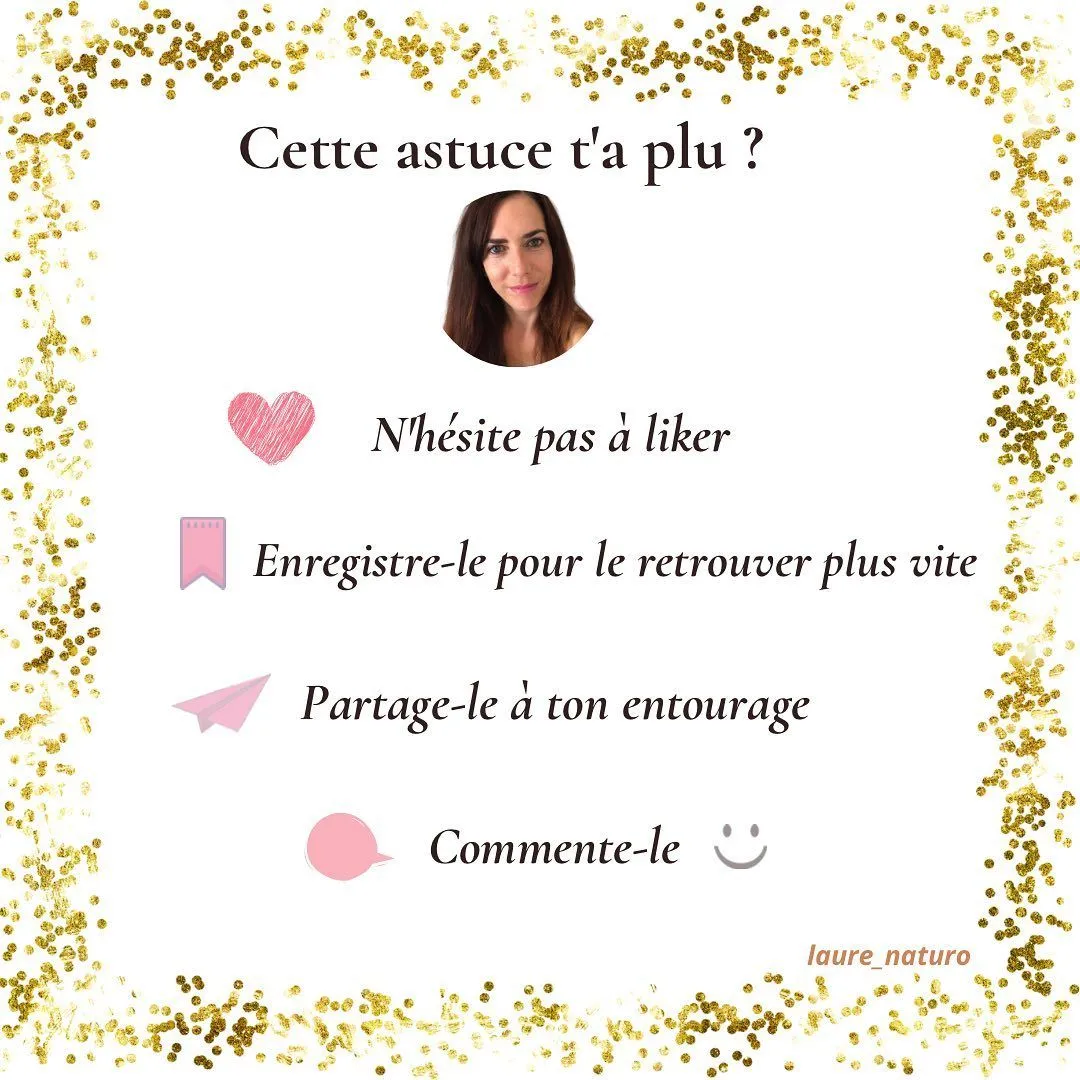 Cette astuce t'a plu ?
N'hésite pas à liker
Enregistre-le pour le retrouver plus vite
Partage-le à ton entourage
Commente-le
laure_naturo